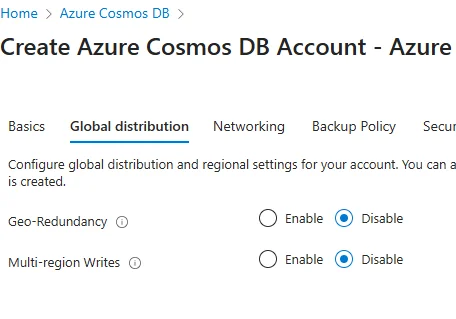 Home > Azure Cosmos DB >
Create Azure Cosmos DB Account - Azure
Basics Global distribution Networking Backup Policy Secur
Configure global distribution and regional settings for your account. You can a
is created.
Geo-Redundancy Enable Disable
Multi-region Writes Enable Disable